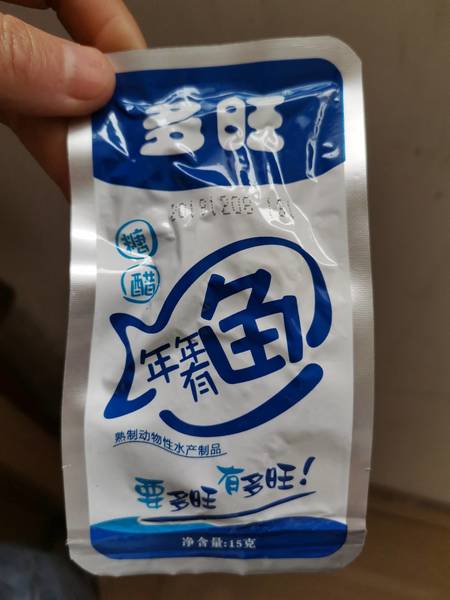 多旺
糖醋
年年有鱼
熟制动物性水产制品
要多旺 有多旺!
净含量:15克